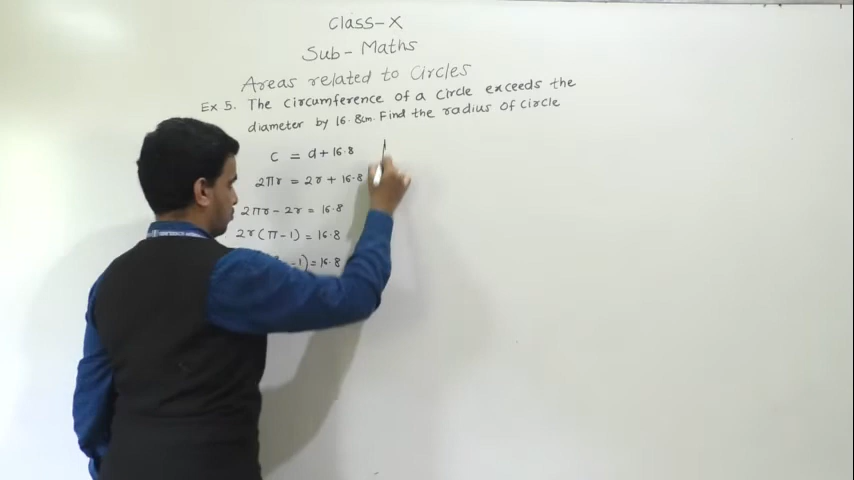 Class-X
Sub - Maths
Areas related to Circles
Ex 5. The circumference of a circle exceeds the
diameter by 16.8cm. Find the radius of circle
C = d + 16.8
2πr = 2r + 16.8
2πr - 2r = 16.8
2r (π - 1) = 16.8
- 1) = 16.8